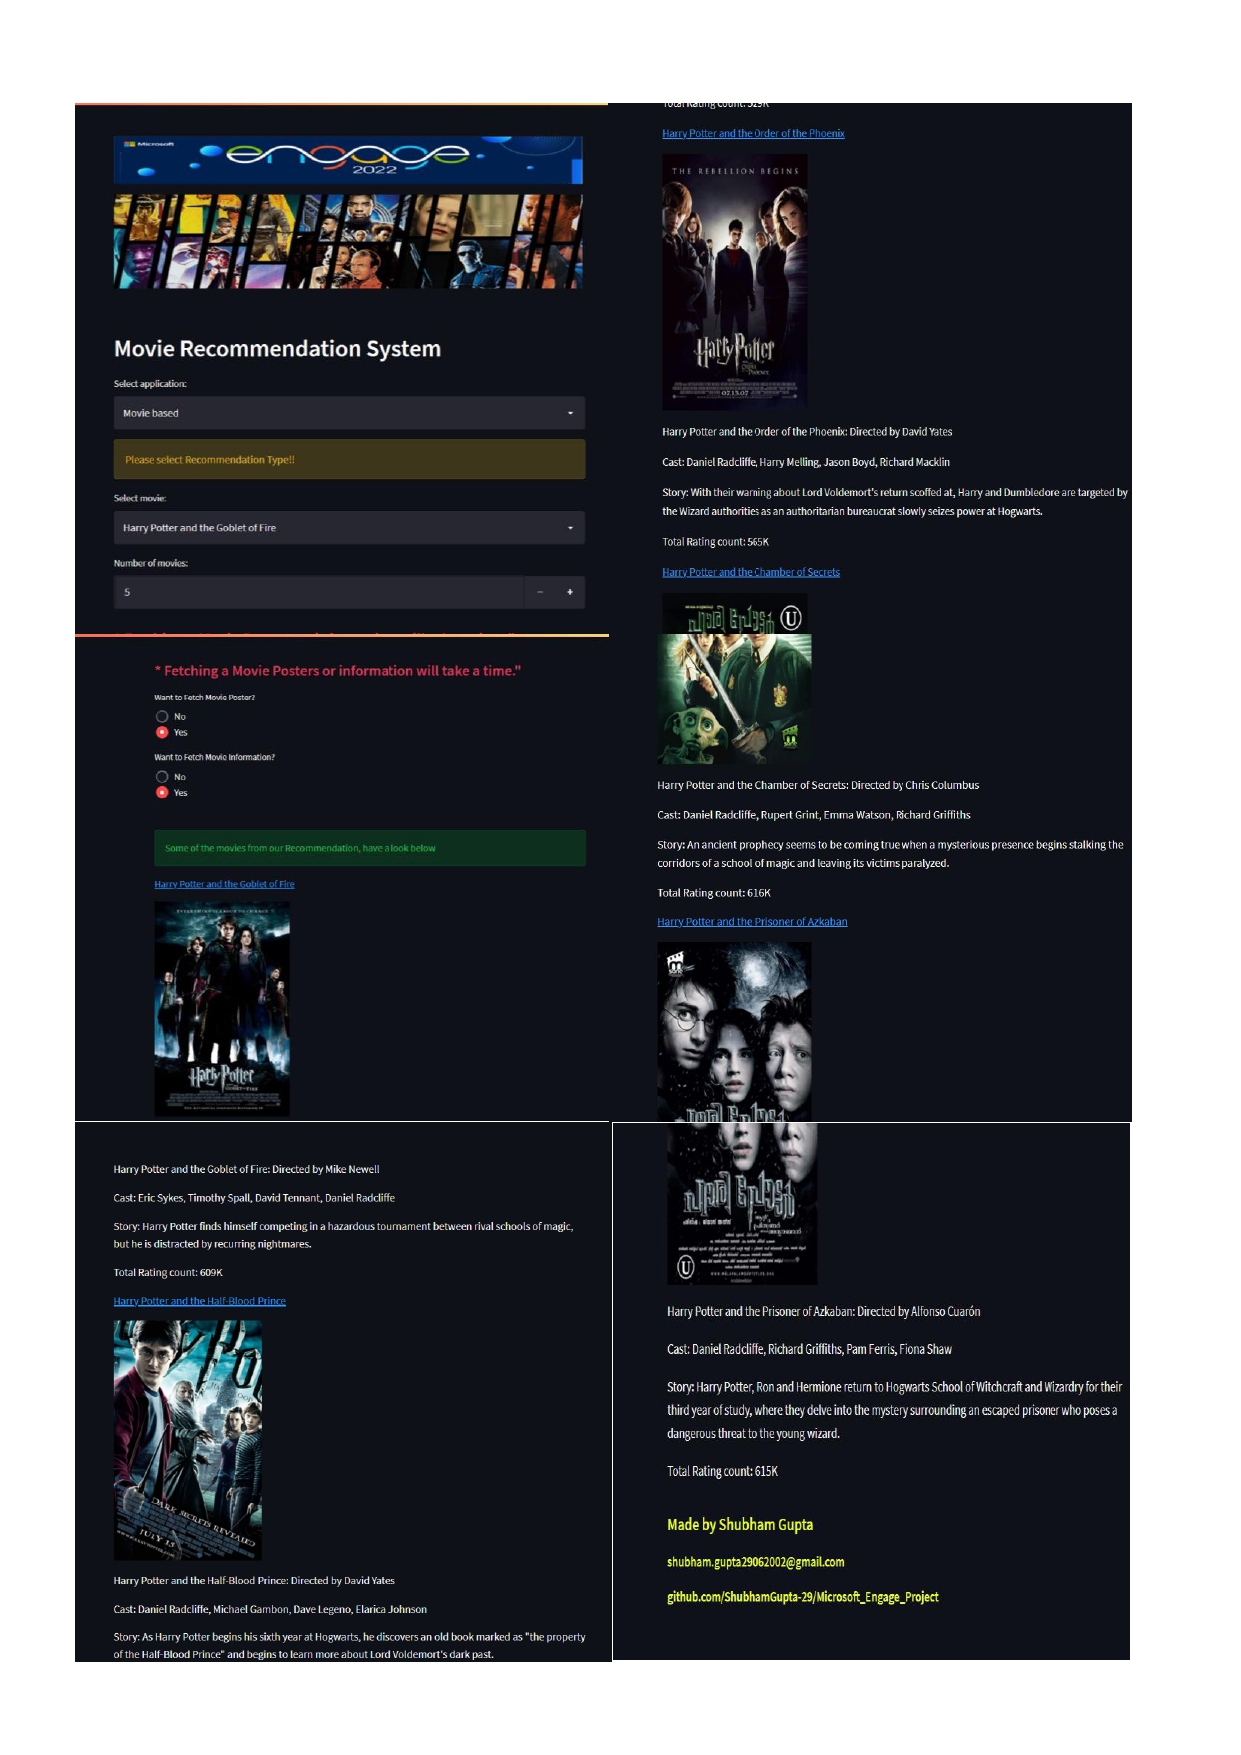 Microsoft
engage
2022
Movie Recommendation System
Select application:
Movie based
Please select Recommendation Type!!
Select movie:
Harry Potter and the Goblet of Fire
Number of movies:
5
* Fetching a Movie Posters or information will take a time."
Want to Fetch Movie Poster?
No
Yes
Want to Fetch Movie Information?
No
Yes
Some of the movies from our Recommendation, have a look below
Harry Potter and the Goblet of Fire
Harry Potter
Harry Potter and the Goblet of Fire: Directed by Mike Newell
Cast: Eric Sykes, Timothy Spall, David Tennant, Daniel Radcliffe
Story: Harry Potter finds himself competing in a hazardous tournament between rival schools of magic,
but he is distracted by recurring nightmares.
Total Rating count: 609K
Harry Potter and the Half-Blood Prince
DARK SECRETS REVEALED
JULY 15
Harry Potter and the Half-Blood Prince: Directed by David Yates
Cast: Daniel Radcliffe, Michael Gambon, Dave Legeno, Elarica Johnson
Story: As Harry Potter begins his sixth year at Hogwarts, he discovers an old book marked as "the property
of the Half-Blood Prince" and begins to learn more about Lord Voldemort's dark past.
Total Rating count: 529K
Harry Potter and the Order of the Phoenix
THE REBELLION BEGINS
Harry Potter
07.13.07
Harry Potter and the Order of the Phoenix: Directed by David Yates
Cast: Daniel Radcliffe, Harry Melling, Jason Boyd, Richard Macklin
Story: With their warning about Lord Voldemort's return scoffed at, Harry and Dumbledore are targeted by
the Wizard authorities as an authoritarian bureaucrat slowly seizes power at Hogwarts.
Total Rating count: 565K
Harry Potter and the Chamber of Secrets
ഹാരി പോട്ടർ
U
Harry Potter and the Chamber of Secrets: Directed by Chris Columbus
Cast: Daniel Radcliffe, Rupert Grint, Emma Watson, Richard Griffiths
Story: An ancient prophecy seems to be coming true when a mysterious presence begins stalking the
corridors of a school of magic and leaving its victims paralyzed.
Total Rating count: 616K
Harry Potter and the Prisoner of Azkaban
ഹാരി പോട്ടർ
U
Harry Potter and the Prisoner of Azkaban: Directed by Alfonso Cuarón
Cast: Daniel Radcliffe, Richard Griffiths, Pam Ferris, Fiona Shaw
Story: Harry Potter, Ron and Hermione return to Hogwarts School of Witchcraft and Wizardry for their
third year of study, where they delve into the mystery surrounding an escaped prisoner who poses a
dangerous threat to the young wizard.
Total Rating count: 615K
Made by Shubham Gupta
shubham.gupta29062002@gmail.com
github.com/ShubhamGupta-29/Microsoft_Engage_Project